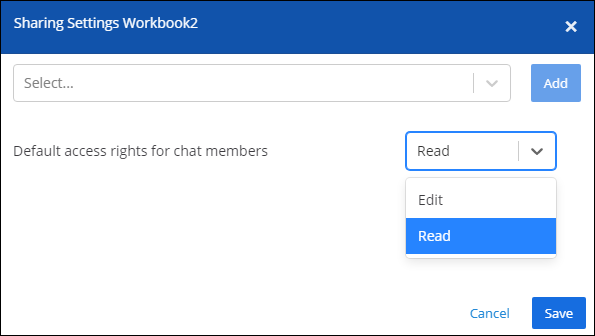 Sharing Settings Workbook2
Select...
Add
Default access rights for chat members
Read
Edit
Read
Cancel
Save